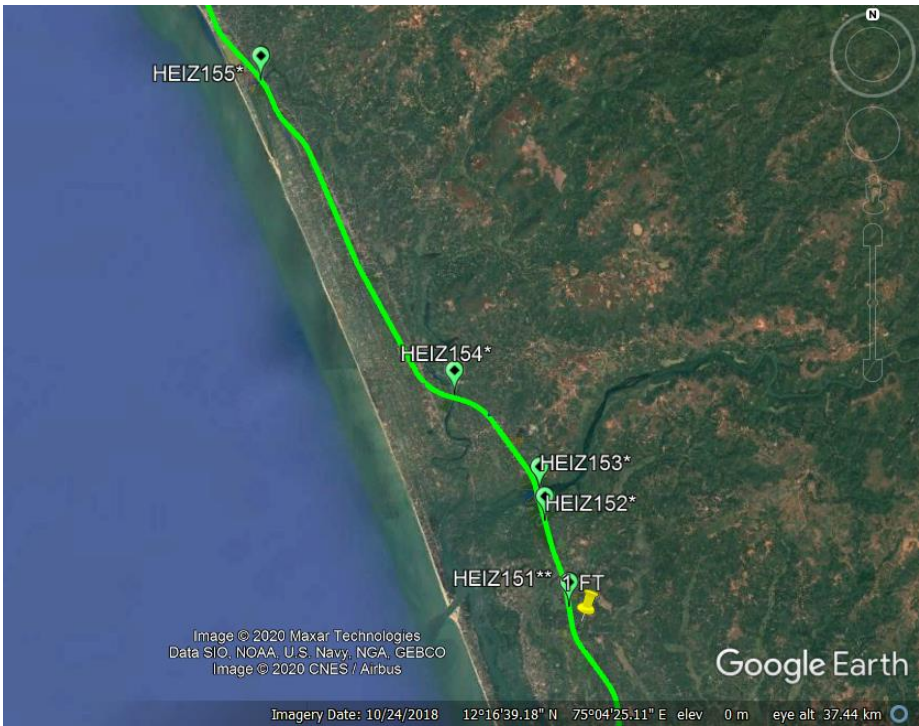 N
HEIZ155*
HEIZ154*
HEIZ153*
HEIZ152*
HEIZ151** 1 FT
Image © 2020 Maxar Technologies
Data SIO, NOAA, U.S. Navy, NGA, GEBCO
Image © 2020 CNES / Airbus
Google Earth
Imagery Date: 10/24/2018 12°16'39.18" N 75°04'25.11" E elev 0 m eye alt 37.44 km